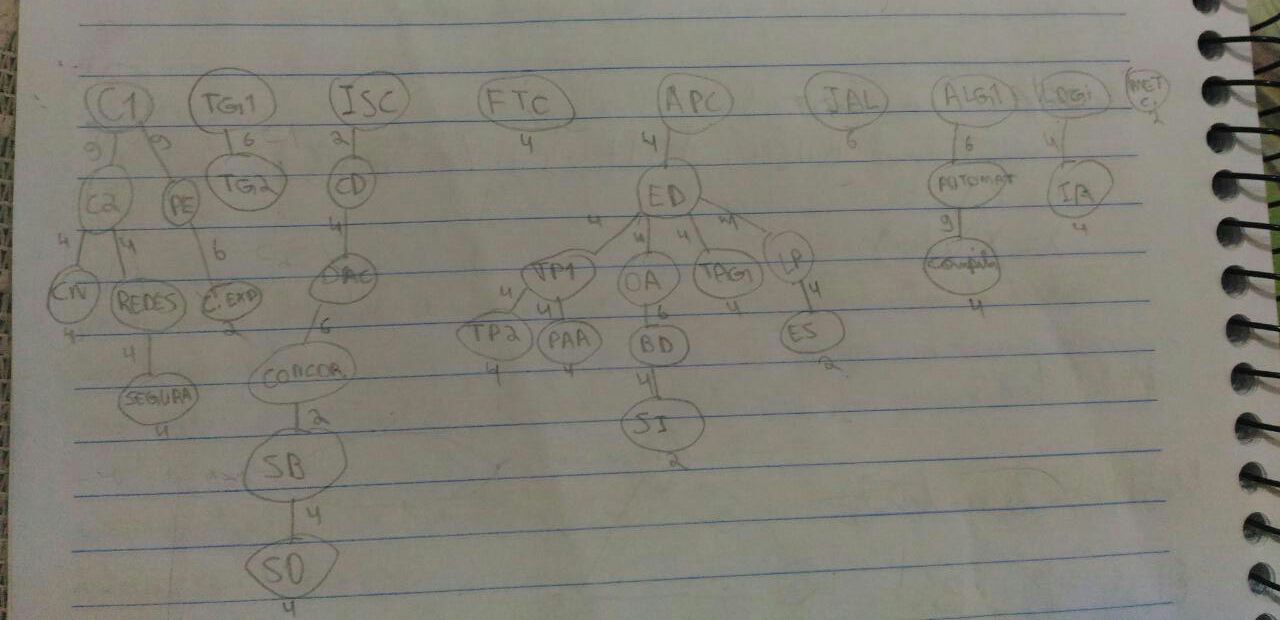 C1 TG1 ISC FTC APC IAL ALG1 LOGI MET C.
9 9 6 2 4 4 6 6 4 2
C2 PE TG2 CD ED AUTOMAT IA
4 4 6 4 4 4 4 4 9 4
CN REDES C.EXP OAC TP1 OA TAG1 LP COMPIL
4 4 2 6 4 4 6 4 4 4
SEGURA CONCOR TP2 PAA BD ES
4 2 4 4 4 2
SB SI
4 2
SD
4